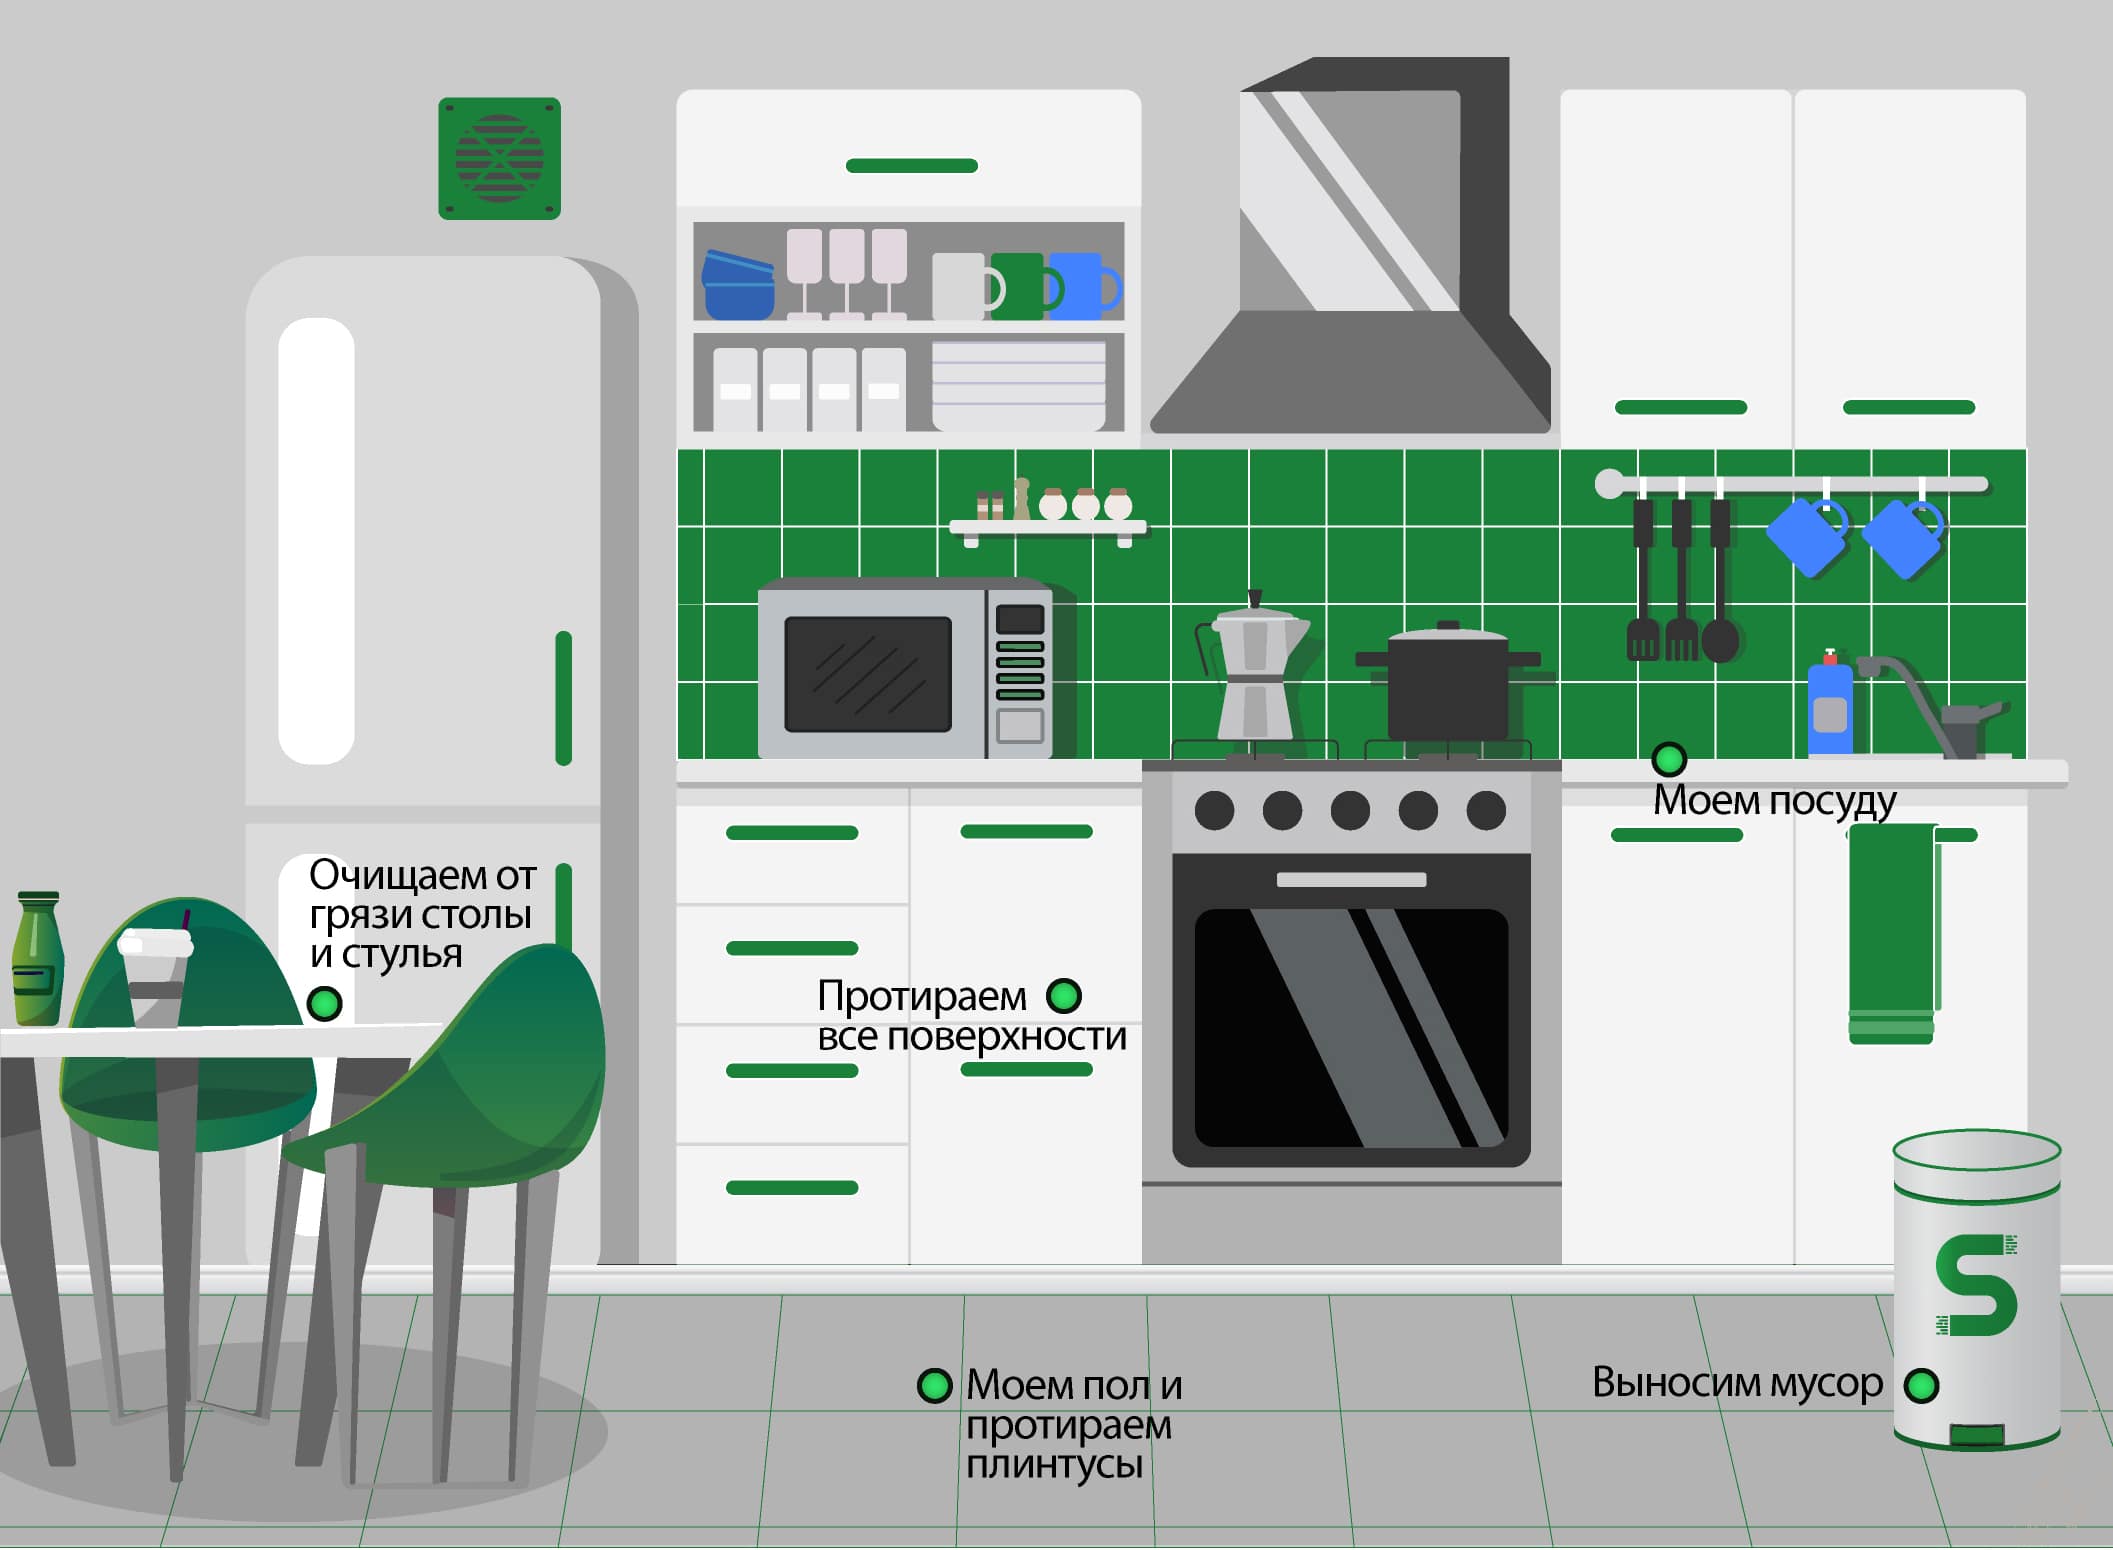 Моем посуду
Очищаем от
грязи столы
и стулья
Протираем
все поверхности
Моем пол и
протираем
плинтусы
Выносим мусор
S